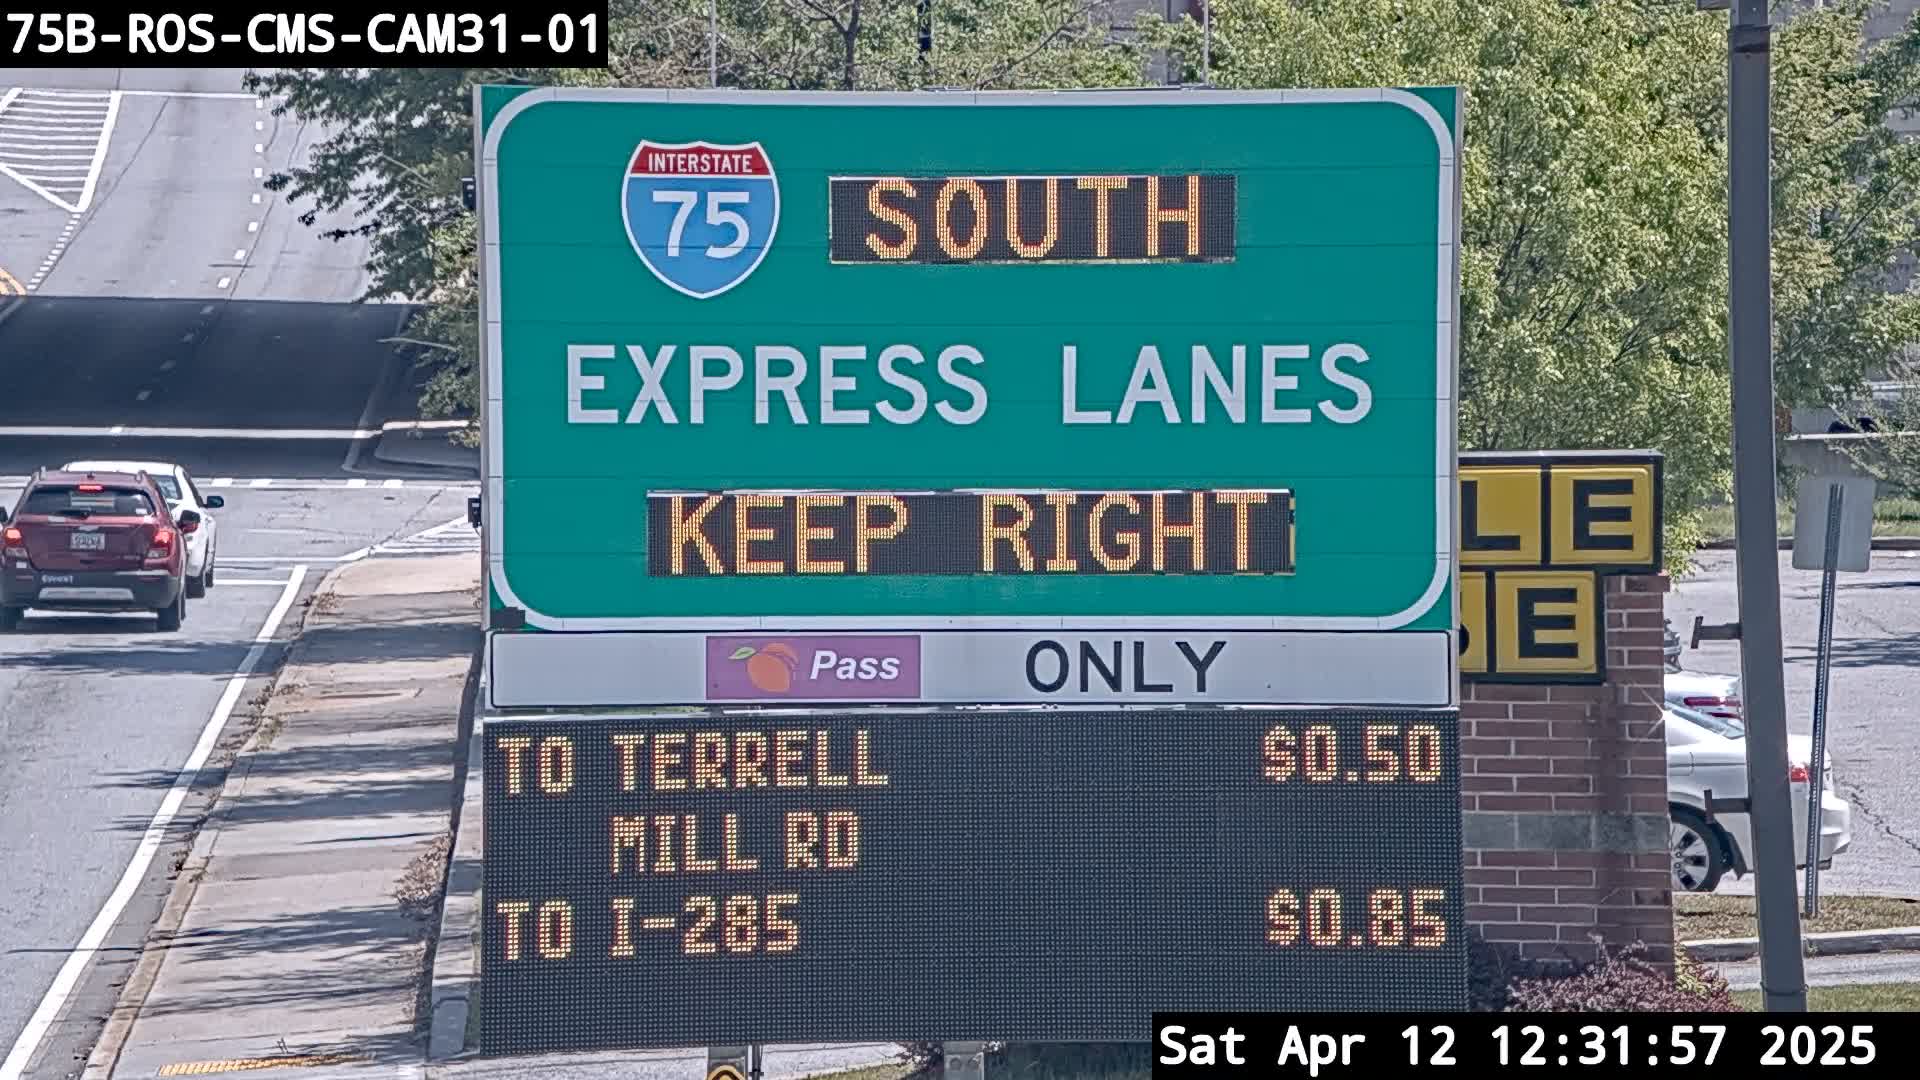 75B-ROS-CMS-CAM31-01
INTERSTATE
75
SOUTH
EXPRESS LANES
KEEP RIGHT
Pass ONLY
TO TERRELL $0.50
MILL RD
TO I-285 $0.85
LE
E
Sat Apr 12 12:31:57 2025